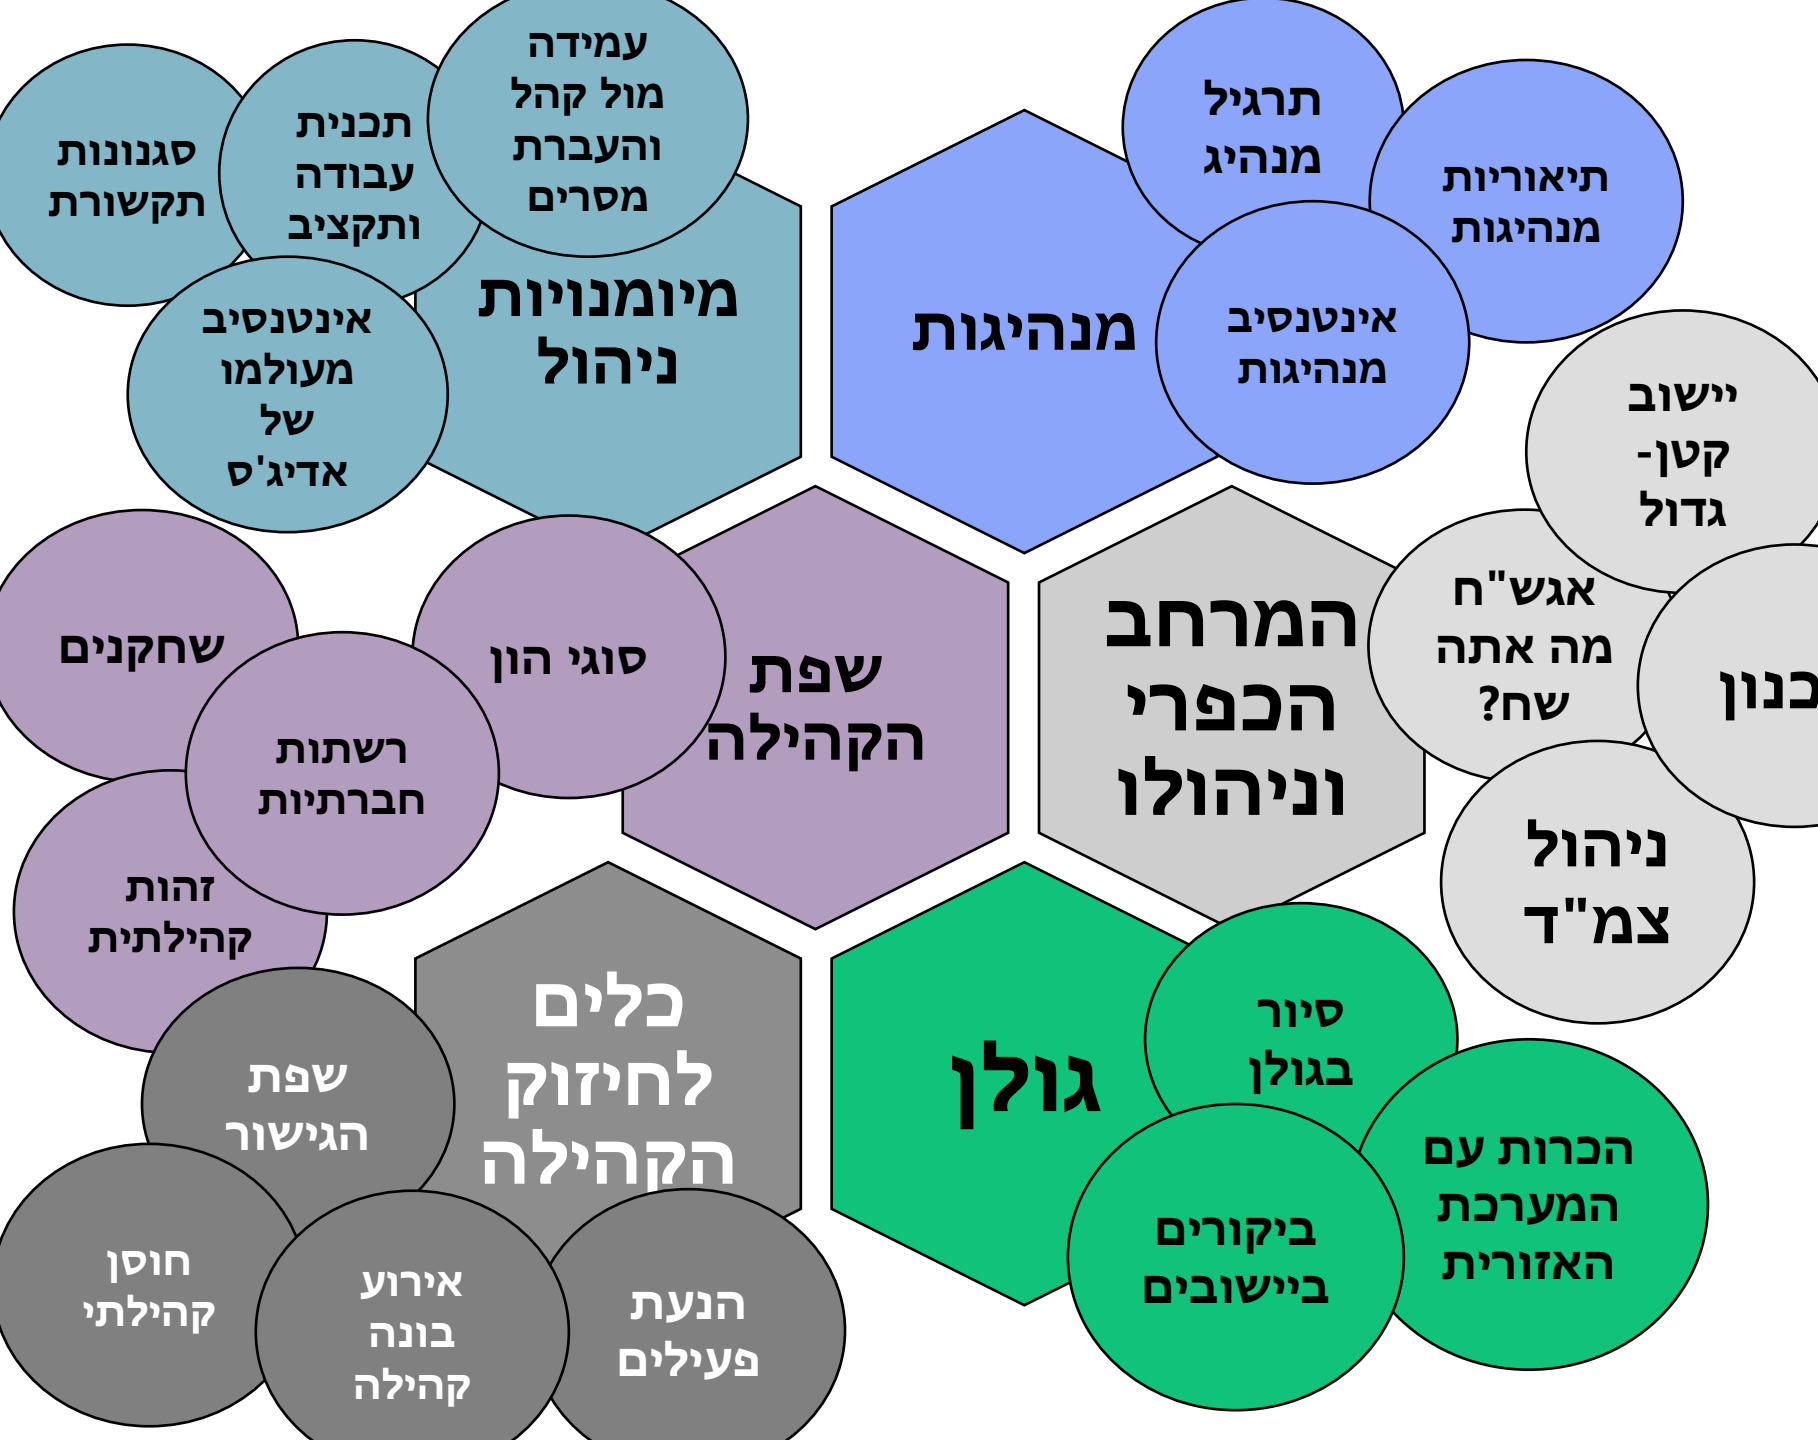 עמידה
מול קהל
והעברת
מסרים
תכנית
עבודה
ותקציב
סגנונות
תקשורת
אינטנסיב
מעולמו
של
אדיג'ס
מיומנויות
ניהול
תרגיל
מנהיג
תיאוריות
מנהיגות
אינטנסיב
מנהיגות
מנהיגות
יישוב
קטן-
גדול
אגש"ח
מה אתה
שח?
ניהול
צמ"ד
המרחב
הכפרי
וניהולו
שפת
הקהילה
סוגי הון
שחקנים
רשתות
חברתיות
זהות
קהילתית
כלים
לחיזוק
הקהילה
שפת
הגישור
חוסן
קהילתי
אירוע
בונה
קהילה
הנעת
פעילים
גולן
סיור
בגולן
הכרות עם
המערכת
האזורית
ביקורים
ביישובים